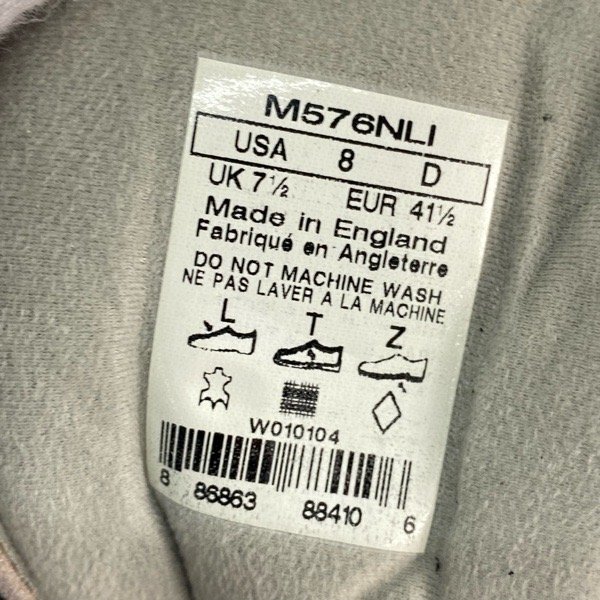 M576NLI
USA 8 D
UK 7½ EUR 41½
Made in England
Fabriqué en Angleterre
DO NOT MACHINE WASH
NE PAS LAVER A LA MACHINE
L T Z
W010104
8 86863 88410 6